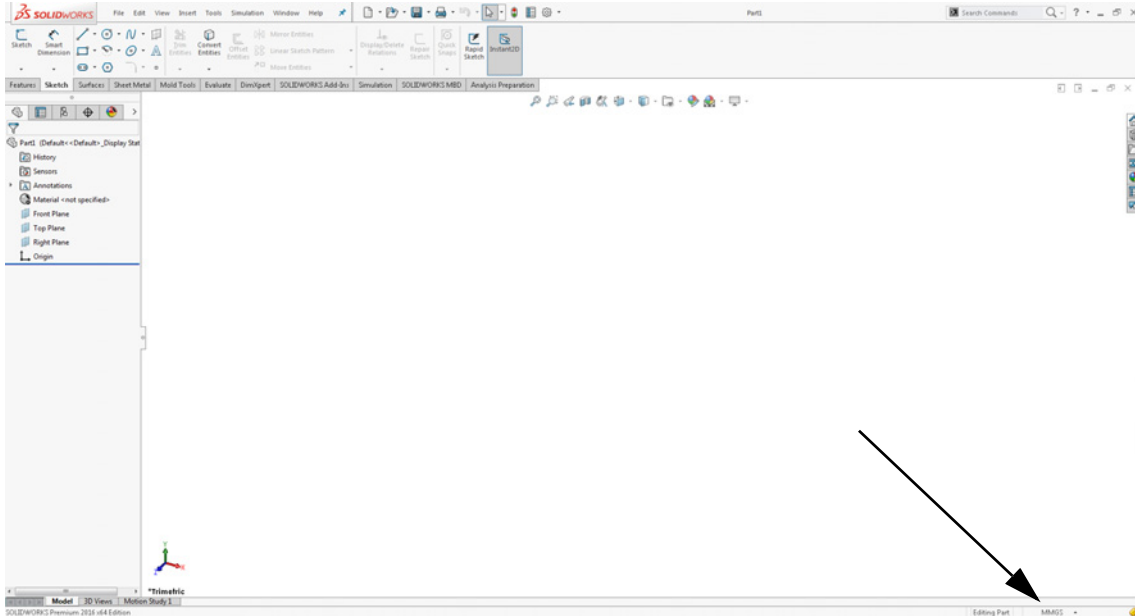 SOLIDWORKS File Edit View Insert Tools Simulation Window Help Part1 Search Commands ?
Sketch Smart Dimension Trim Entities Convert Entities Offset Entities Mirror Entities Linear Sketch Pattern Move Entities Display/Delete Relations Repair Sketch Quick Snaps Rapid Sketch Instant2D
Features Sketch Surfaces Sheet Metal Mold Tools Evaluate DimXpert SOLIDWORKS Add-Ins Simulation SOLIDWORKS MBD Analysis Preparation
Part1 (Default<<Default>_Display Stat
History
Sensors
Annotations
Material <not specified>
Front Plane
Top Plane
Right Plane
Origin
Y
X
Z
*Trimetric
Model 3D Views Motion Study 1
SOLIDWORKS Premium 2016 x64 Edition Editing Part MMGS